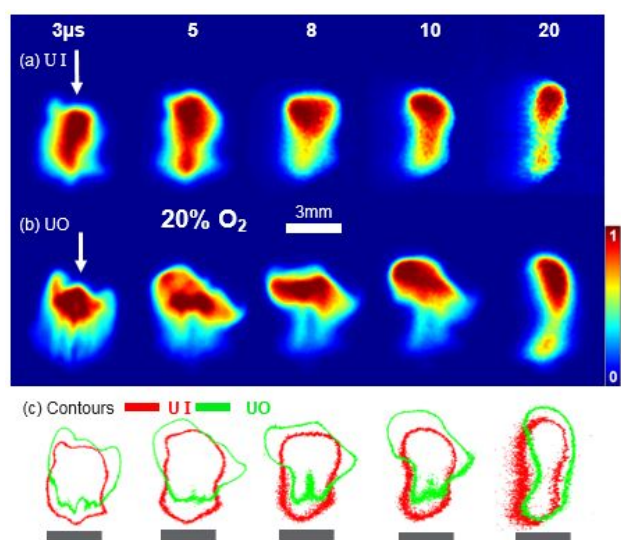 3µs 5 8 10 20
(a) U I
(b) UO 20% O₂ 3mm
1
0
(c) Contours U I UO